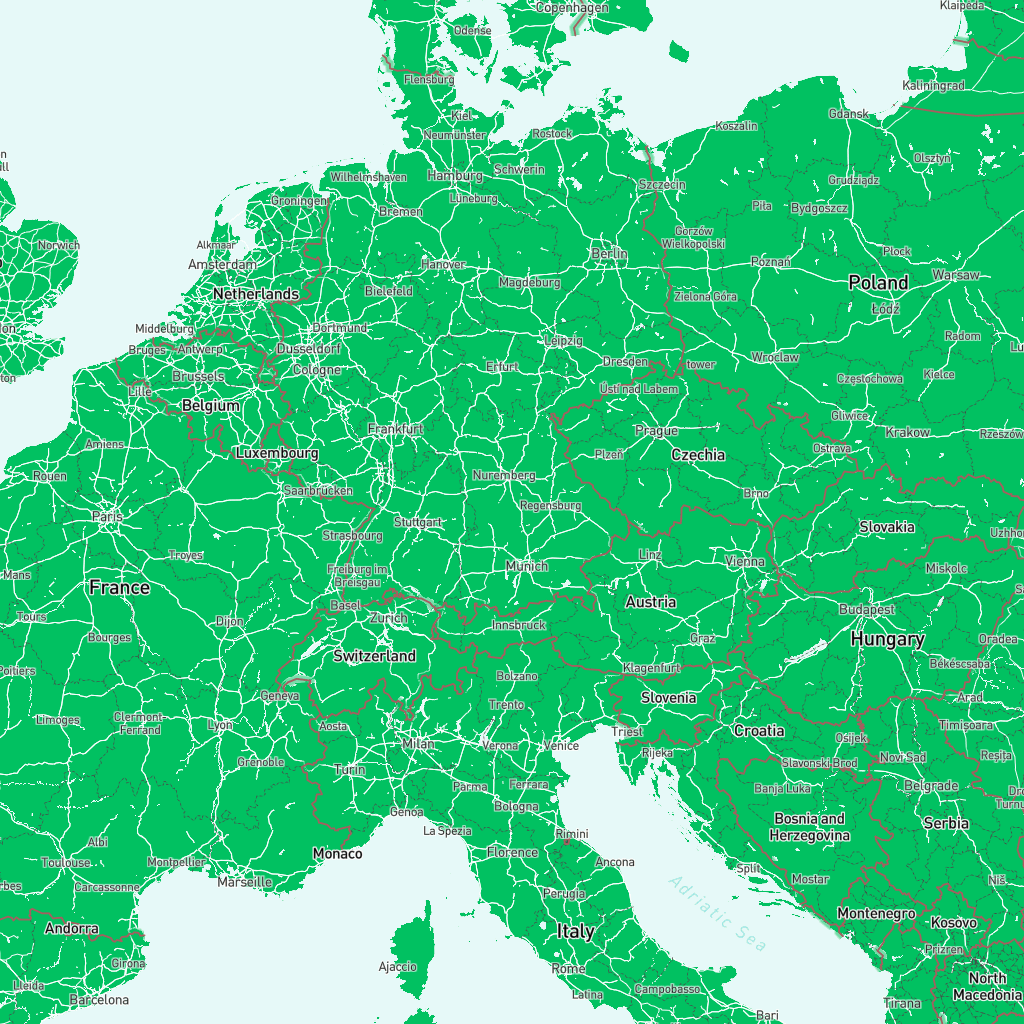 Copenhagen
Klaipėda
Odense
Flensburg
Kaliningrad
Kiel
Gdansk
Koszalin
Neumünster
Rostock
Olsztyn
Schwerin
Wilhelmshaven
Hamburg
Grudziądz
Szczecin
Lüneburg
Groningen
Bremen
Piła
Bydgoszcz
Norwich
Alkmaar
Gorzów
Wielkopolski
Płock
Berlin
Amsterdam
Hanover
Poznań
Warsaw
Magdeburg
Poland
Bielefeld
Netherlands
Zielona Góra
Łódź
Middelburg
Dortmund
Radom
Leipzig
Bruges
Antwerp
Dusseldorf
Wroclaw
Dresden
tower
Erfurt
Cologne
Brussels
Kielce
Częstochowa
Ústí nad Labem
Lille
Belgium
Gliwice
Frankfurt
Prague
Krakow
Rzeszów
Amiens
Ostrava
Luxembourg
Plzeň
Czechia
Rouen
Nuremberg
Saarbrücken
Brno
Regensburg
Paris
Stuttgart
Slovakia
Strasbourg
Troyes
Linz
Vienna
Munich
Miskolc
Freiburg im
Breisgau
Mans
France
Austria
Basel
Budapest
Tours
Zurich
Dijon
Innsbruck
Bourges
Graz
Hungary
Oradea
Switzerland
Békéscsaba
Poitiers
Klagenfurt
Bolzano
Geneva
Slovenia
Arad
Trento
Limoges
Clermont-
Ferrand
Lyon
Aosta
Timișoara
Triest
Croatia
Osijek
Milan
Verona
Venice
Rijeka
Novi Sad
Reșița
Grenoble
Slavonski Brod
Turin
Parma
Ferrara
Banja Luka
Belgrade
Bologna
Genoa
Bosnia and
Herzegovina
Serbia
La Spezia
Rimini
Albi
Florence
Monaco
Toulouse
Montpellier
Ancona
Split
Marseille
Mostar
Niš
Carcassonne
Perugia
Adriatic Sea
Montenegro
Kosovo
Andorra
Italy
Prizren
Girona
Ajaccio
Rome
North
Macedonia
Lleida
Campobasso
Latina
Barcelona
Tirana
Bari